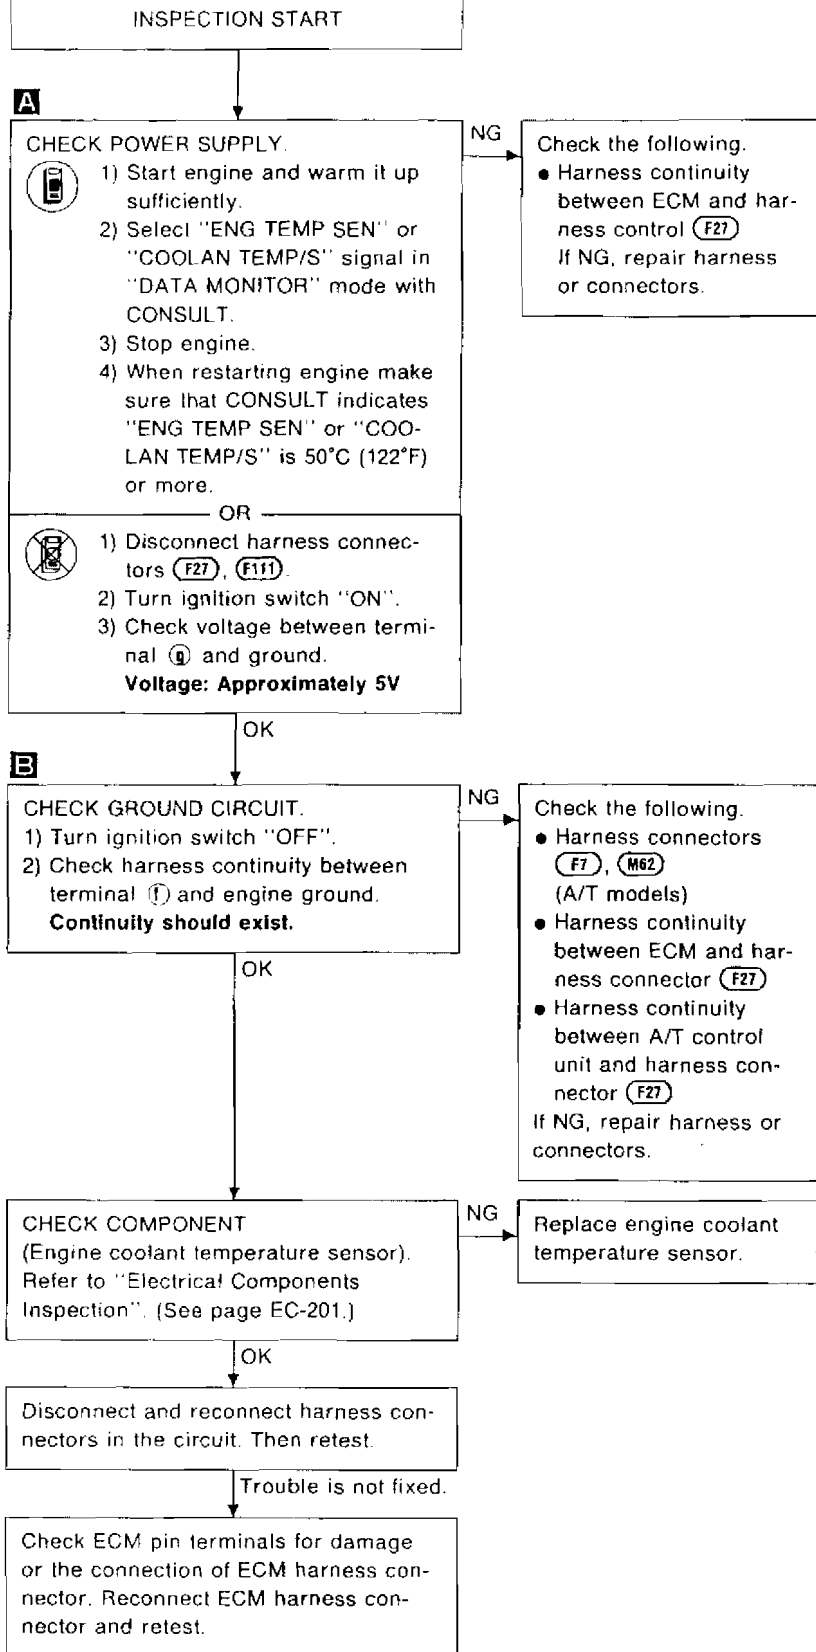 INSPECTION START
A
CHECK POWER SUPPLY.
1) Start engine and warm it up
sufficiently.
2) Select "ENG TEMP SEN" or
"COOLAN TEMP/S" signal in
"DATA MONITOR" mode with
CONSULT.
3) Stop engine.
4) When restarting engine make
sure that CONSULT indicates
"ENG TEMP SEN" or "COO-
LAN TEMP/S" is 50°C (122°F)
or more.
OR
1) Disconnect harness connec-
tors F27, F111.
2) Turn ignition switch "ON".
3) Check voltage between termi-
nal g and ground.
Voltage: Approximately 5V
NG
Check the following.
● Harness continuity
between ECM and har-
ness control F27
If NG, repair harness
or connectors.
OK
B
CHECK GROUND CIRCUIT.
1) Turn ignition switch "OFF".
2) Check harness continuity between
terminal f and engine ground.
Continuity should exist.
NG
Check the following.
● Harness connectors
F7, M62
(A/T models)
● Harness continuity
between ECM and har-
ness connector F27
● Harness continuity
between A/T control
unit and harness con-
nector F27
If NG, repair harness or
connectors.
OK
CHECK COMPONENT
(Engine coolant temperature sensor).
Refer to "Electrical Components
Inspection". (See page EC-201.)
NG
Replace engine coolant
temperature sensor.
OK
Disconnect and reconnect harness con-
nectors in the circuit. Then retest.
Trouble is not fixed.
Check ECM pin terminals for damage
or the connection of ECM harness con-
nector. Reconnect ECM harness con-
nector and retest.